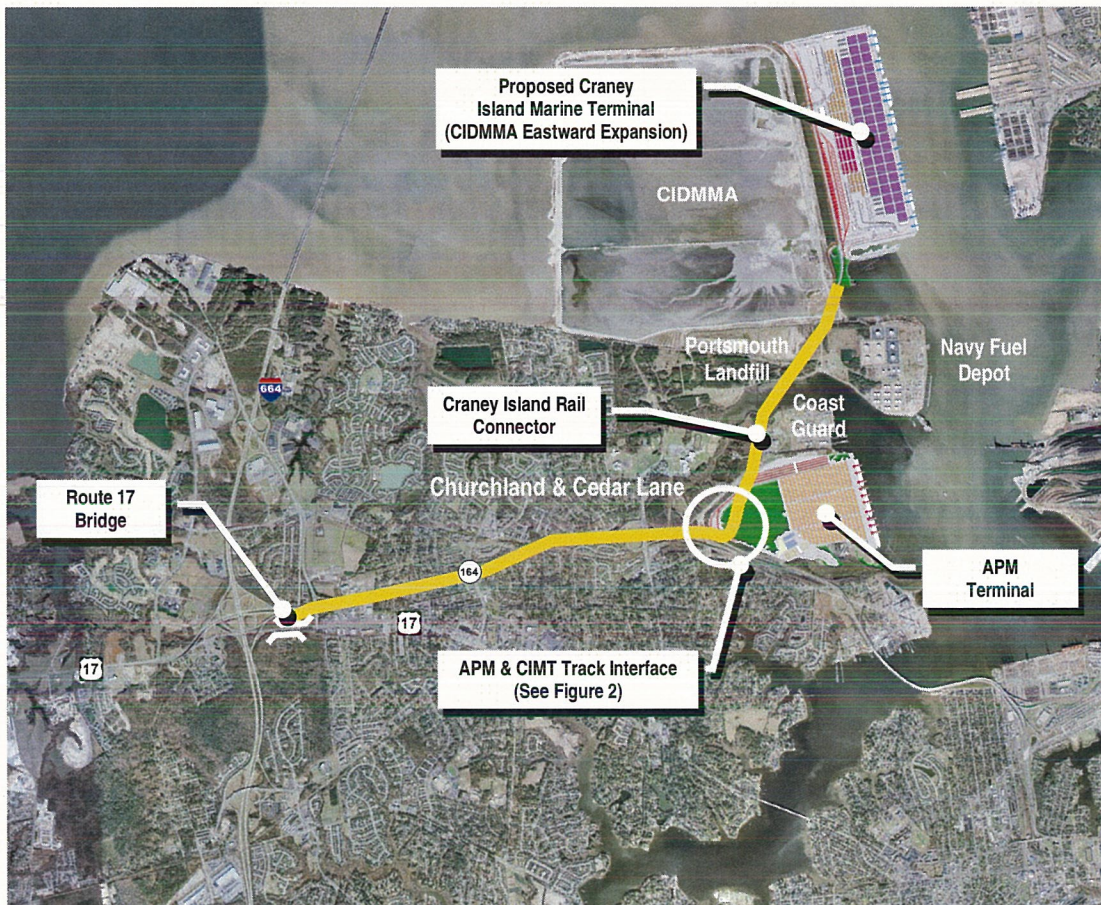 Proposed Craney
Island Marine Terminal
(CIDMMA Eastward Expansion)
CIDMMA
Portsmouth
Landfill
Navy Fuel
Depot
664
Craney Island Rail
Connector
Coast
Guard
Churchland & Cedar Lane
Route 17
Bridge
164
APM
Terminal
17
17
APM & CIMT Track Interface
(See Figure 2)